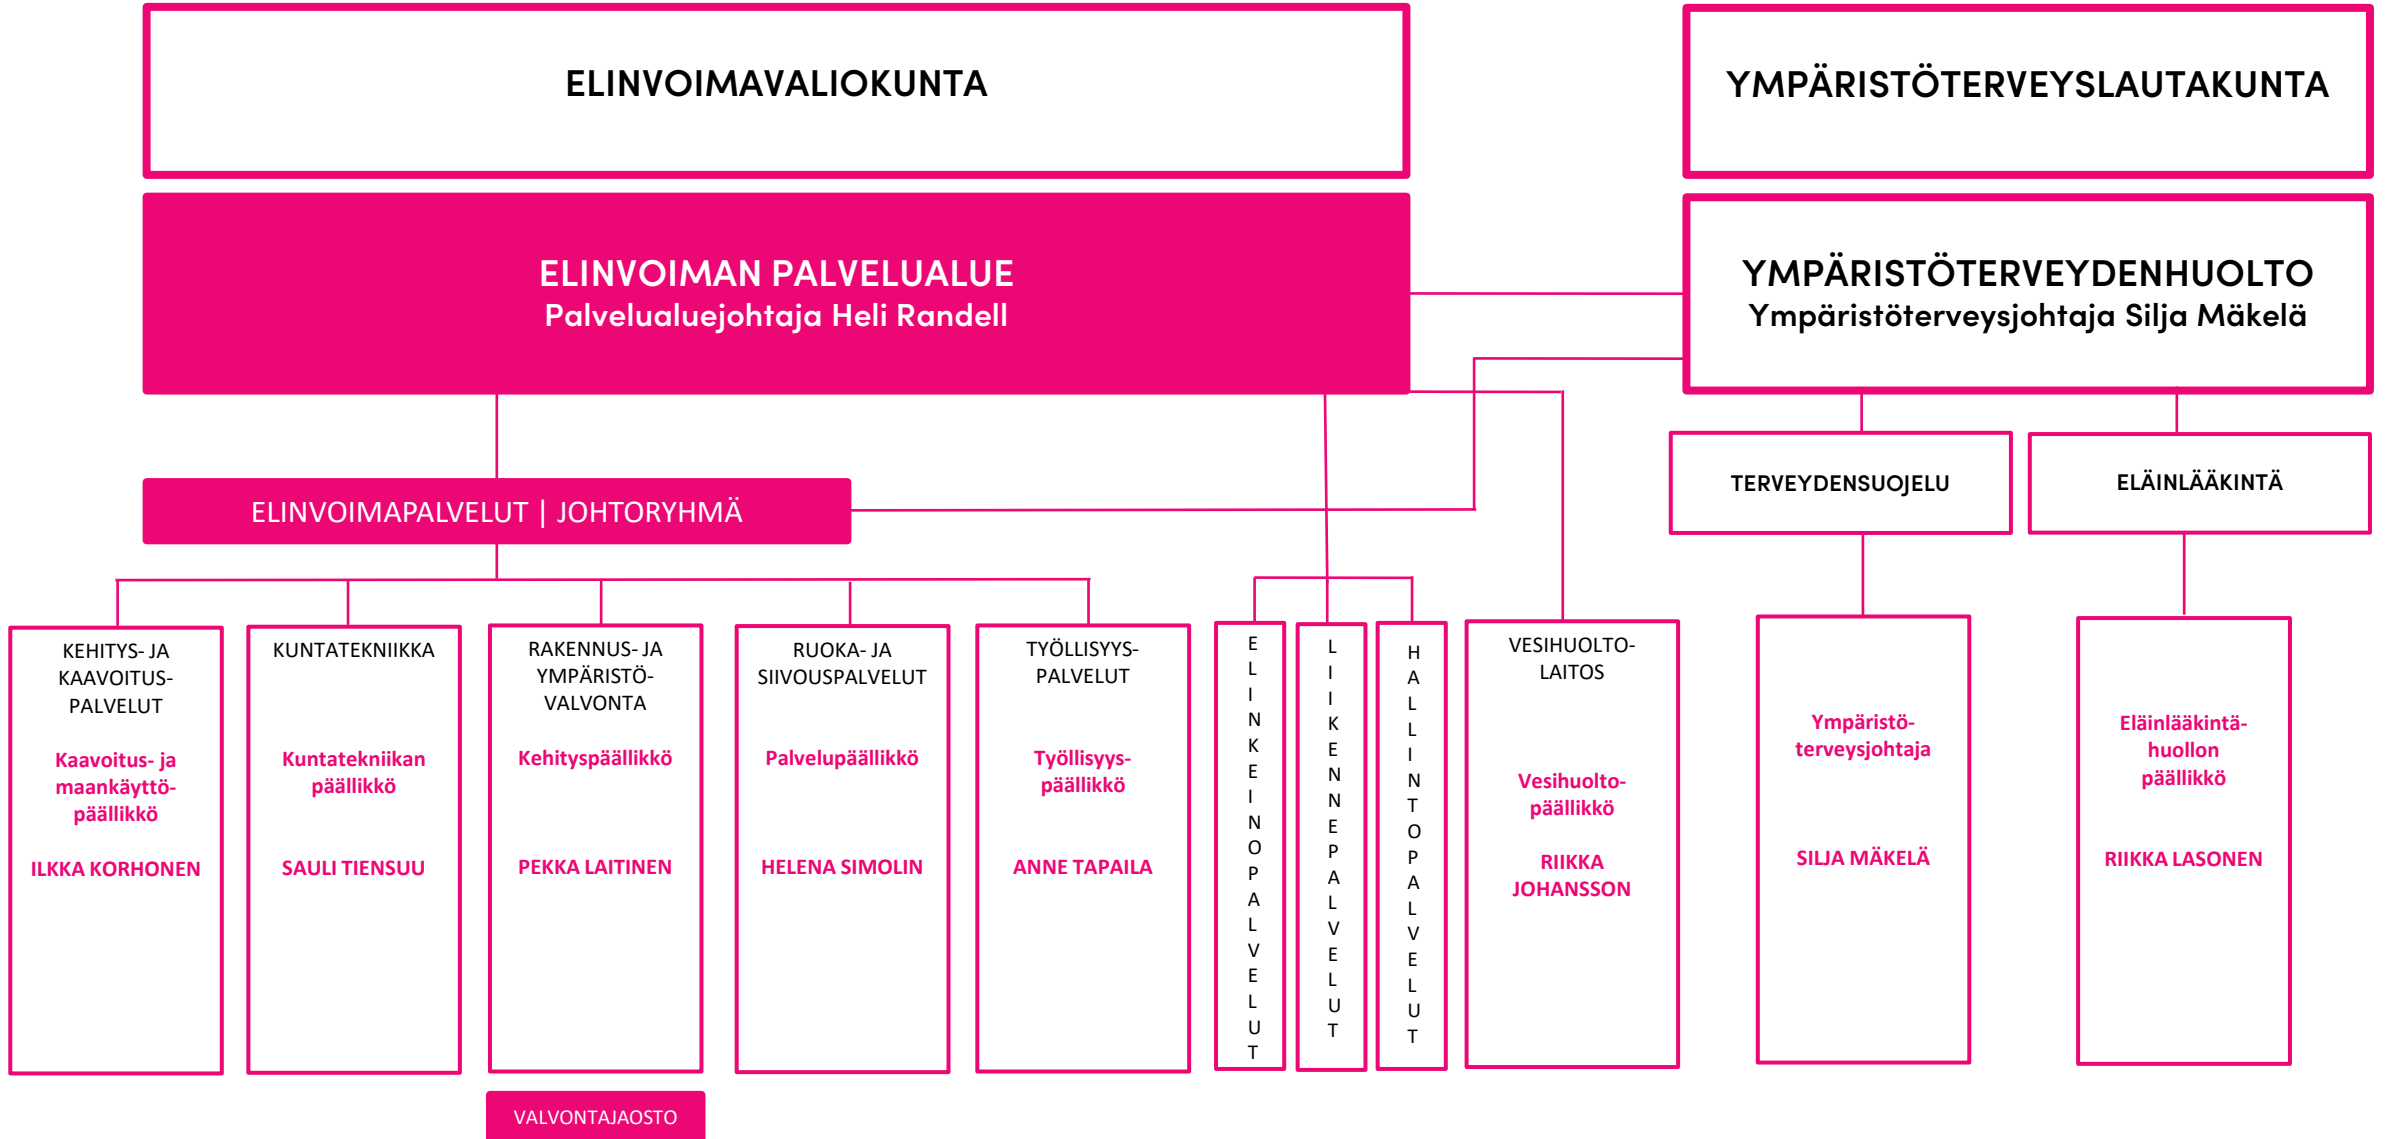 ELINVOIMAVALIOKUNTA
YMPÄRISTÖTERVEYSLAUTAKUNTA
ELINVOIMAN PALVELUALUE
Palvelualuejohtaja Heli Randell
YMPÄRISTÖTERVEYDENHUOLTO
Ympäristöterveysjohtaja Silja Mäkelä
TERVEYDENSUOJELU
ELÄINLÄÄKINTÄ
ELINVOIMAPALVELUT | JOHTORYHMÄ
KEHITYS- JA
KAAVOITUS-
PALVELUT
Kaavoitus- ja
maankäyttö-
päällikkö
ILKKA KORHONEN
KUNTATEKNIIKKA
Kuntatekniikan
päällikkö
SAULI TIENSUU
RAKENNUS- JA
YMPÄRISTÖ-
VALVONTA
Kehityspäällikkö
PEKKA LAITINEN
RUOKA- JA
SIIVOUSPALVELUT
Palvelupäällikkö
HELENA SIMOLIN
TYÖLLISYYS-
PALVELUT
Työllisyys-
päällikkö
ANNE TAPAILA
ELINKEINOPALVELUT
LIIKENNEPALVELUT
HALLINTOPALVELUT
VESIHUOLTO-
LAITOS
Vesihuolto-
päällikkö
RIIKKA
JOHANSSON
Ympäristö-
terveysjohtaja
SILJA MÄKELÄ
Eläinlääkintä-
huollon
päällikkö
RIIKKA LASONEN
VALVONTAJAOSTO